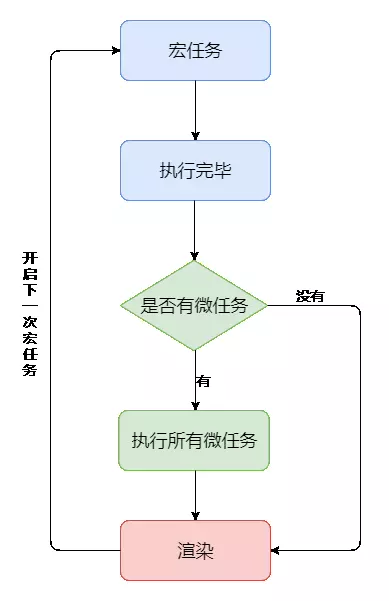 宏任务
执行完毕
是否有微任务
没有
有
执行所有微任务
渲染
开启下一次宏任务